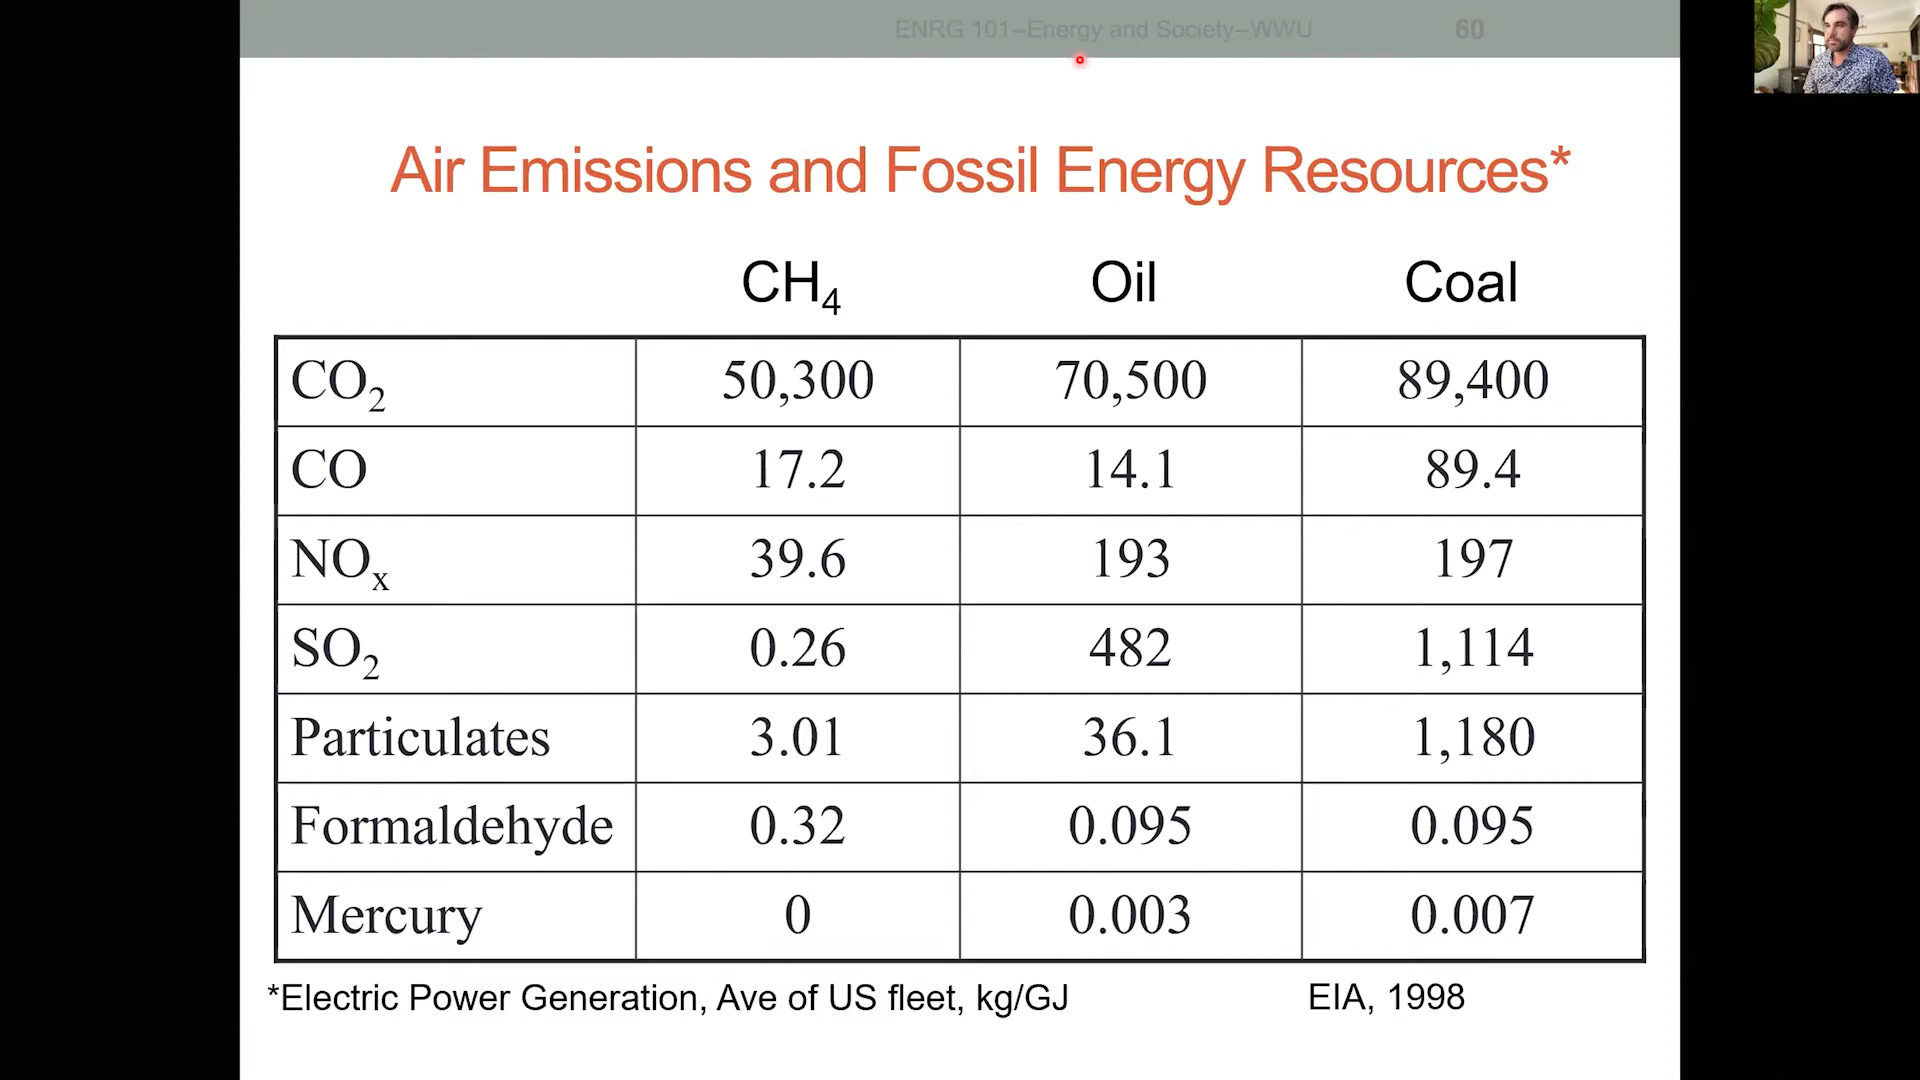 ENRG 101–Energy and Society–WWU 60
Air Emissions and Fossil Energy Resources*
CH₄ Oil Coal
CO₂ 50,300 70,500 89,400
CO 17.2 14.1 89.4
NOₓ 39.6 193 197
SO₂ 0.26 482 1,114
Particulates 3.01 36.1 1,180
Formaldehyde 0.32 0.095 0.095
Mercury 0 0.003 0.007
*Electric Power Generation, Ave of US fleet, kg/GJ EIA, 1998